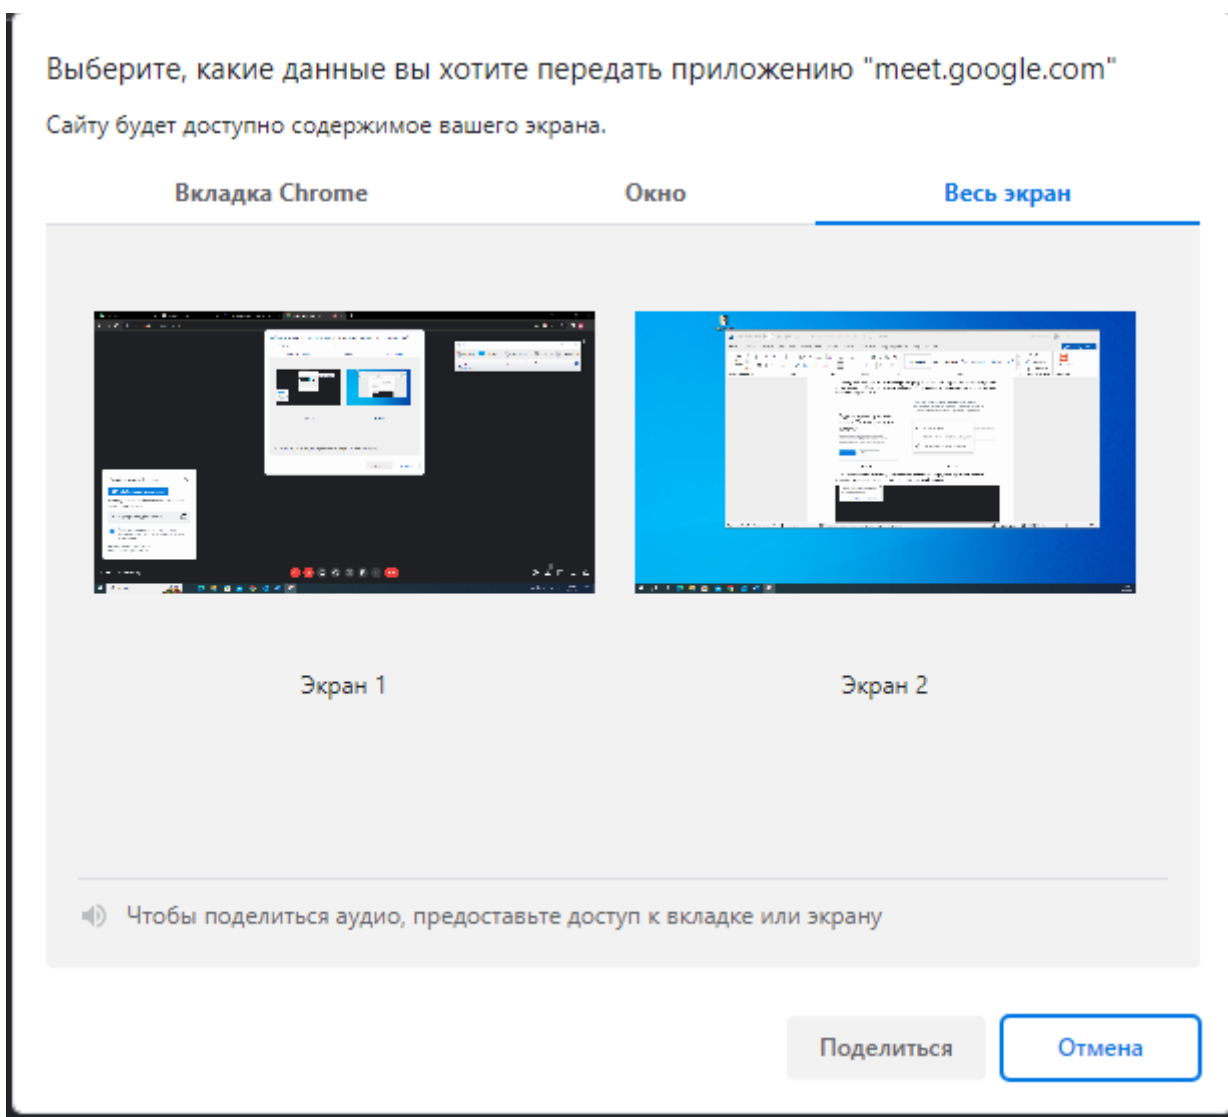 Выберите, какие данные вы хотите передать приложению "meet.google.com"
Сайту будет доступно содержимое вашего экрана.
Вкладка Chrome
Окно
Весь экран
Экран 1
Экран 2
Чтобы поделиться аудио, предоставьте доступ к вкладке или экрану
Поделиться
Отмена